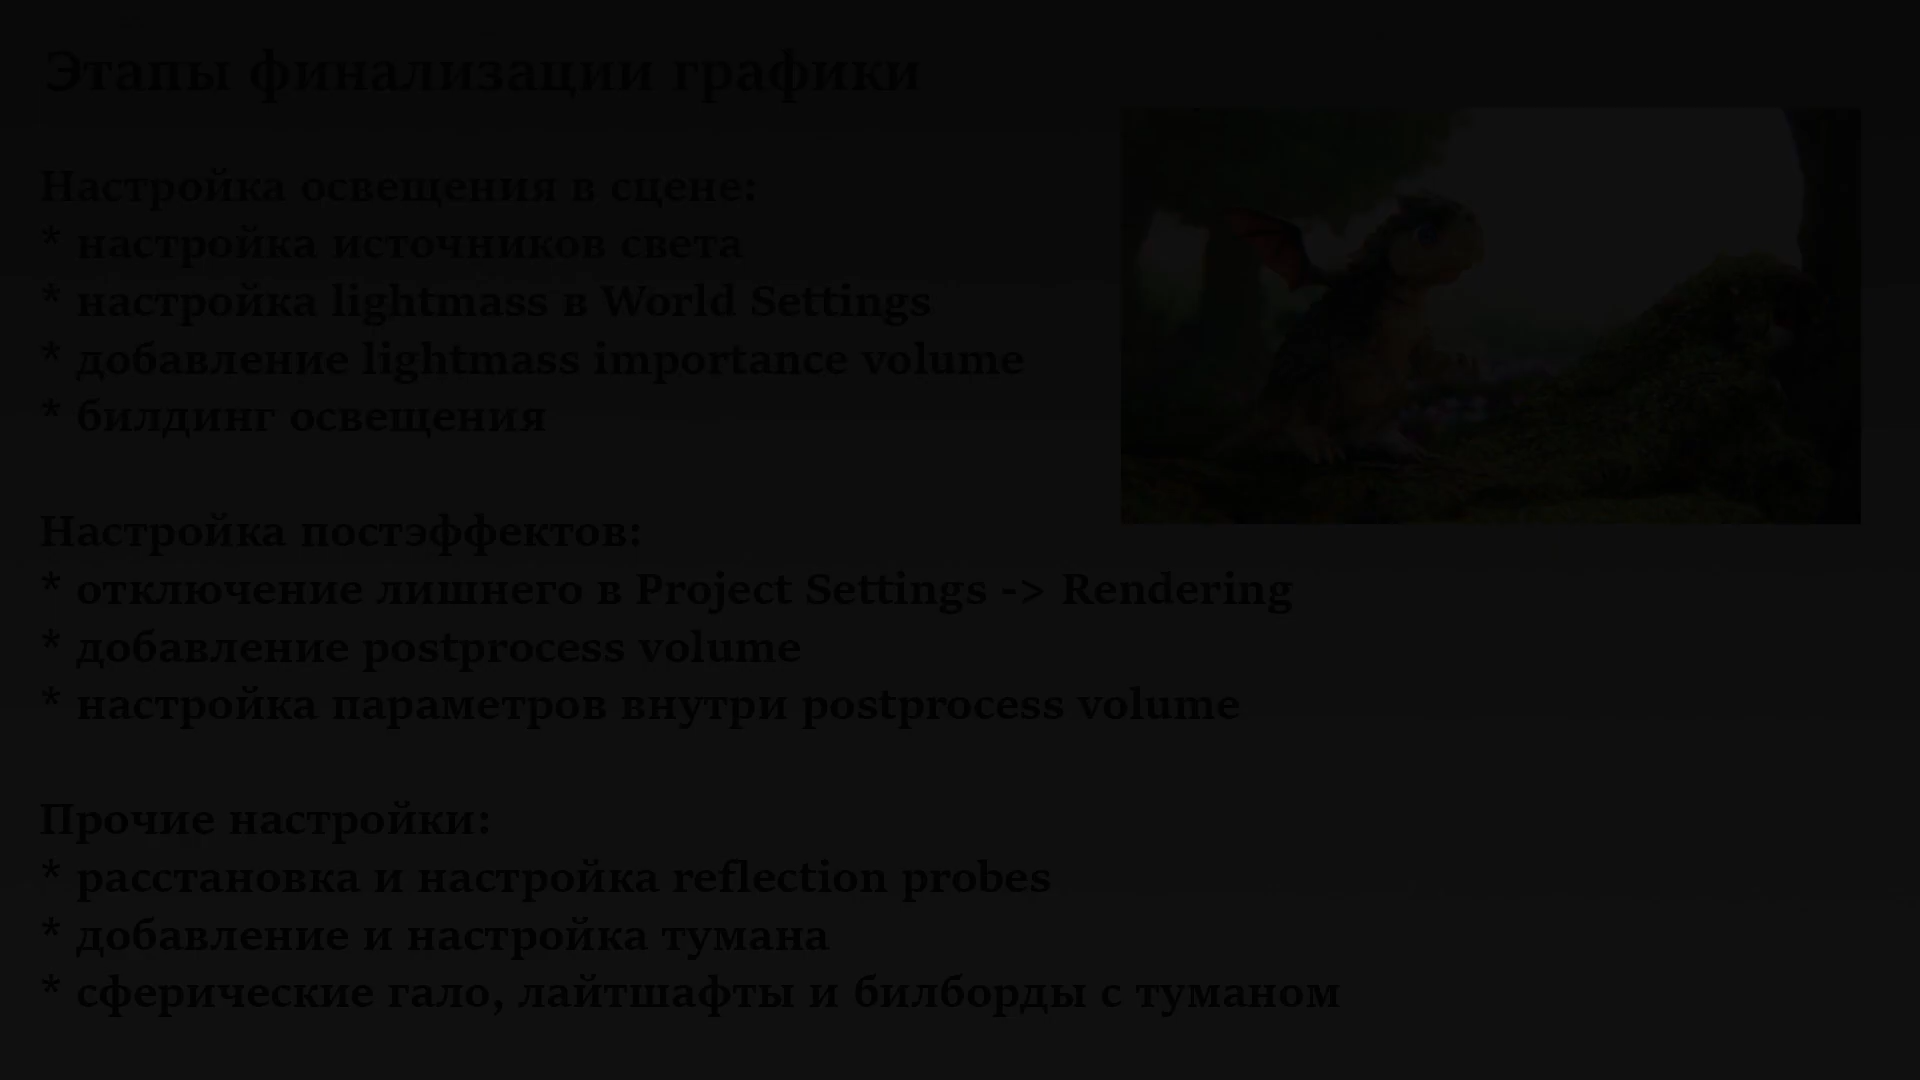 Этапы финализации графики
Настройка освещения в сцене:
* настройка источников света
* настройка lightmass в World Settings
* добавление lightmass importance volume
* билдинг освещения
Настройка постэффектов:
* отключение лишнего в Project Settings -> Rendering
* добавление postprocess volume
* настройка параметров внутри postprocess volume
Прочие настройки:
* расстановка и настройка reflection probes
* добавление и настройка тумана
* сферические гало, лайтшафты и билборды с туманом